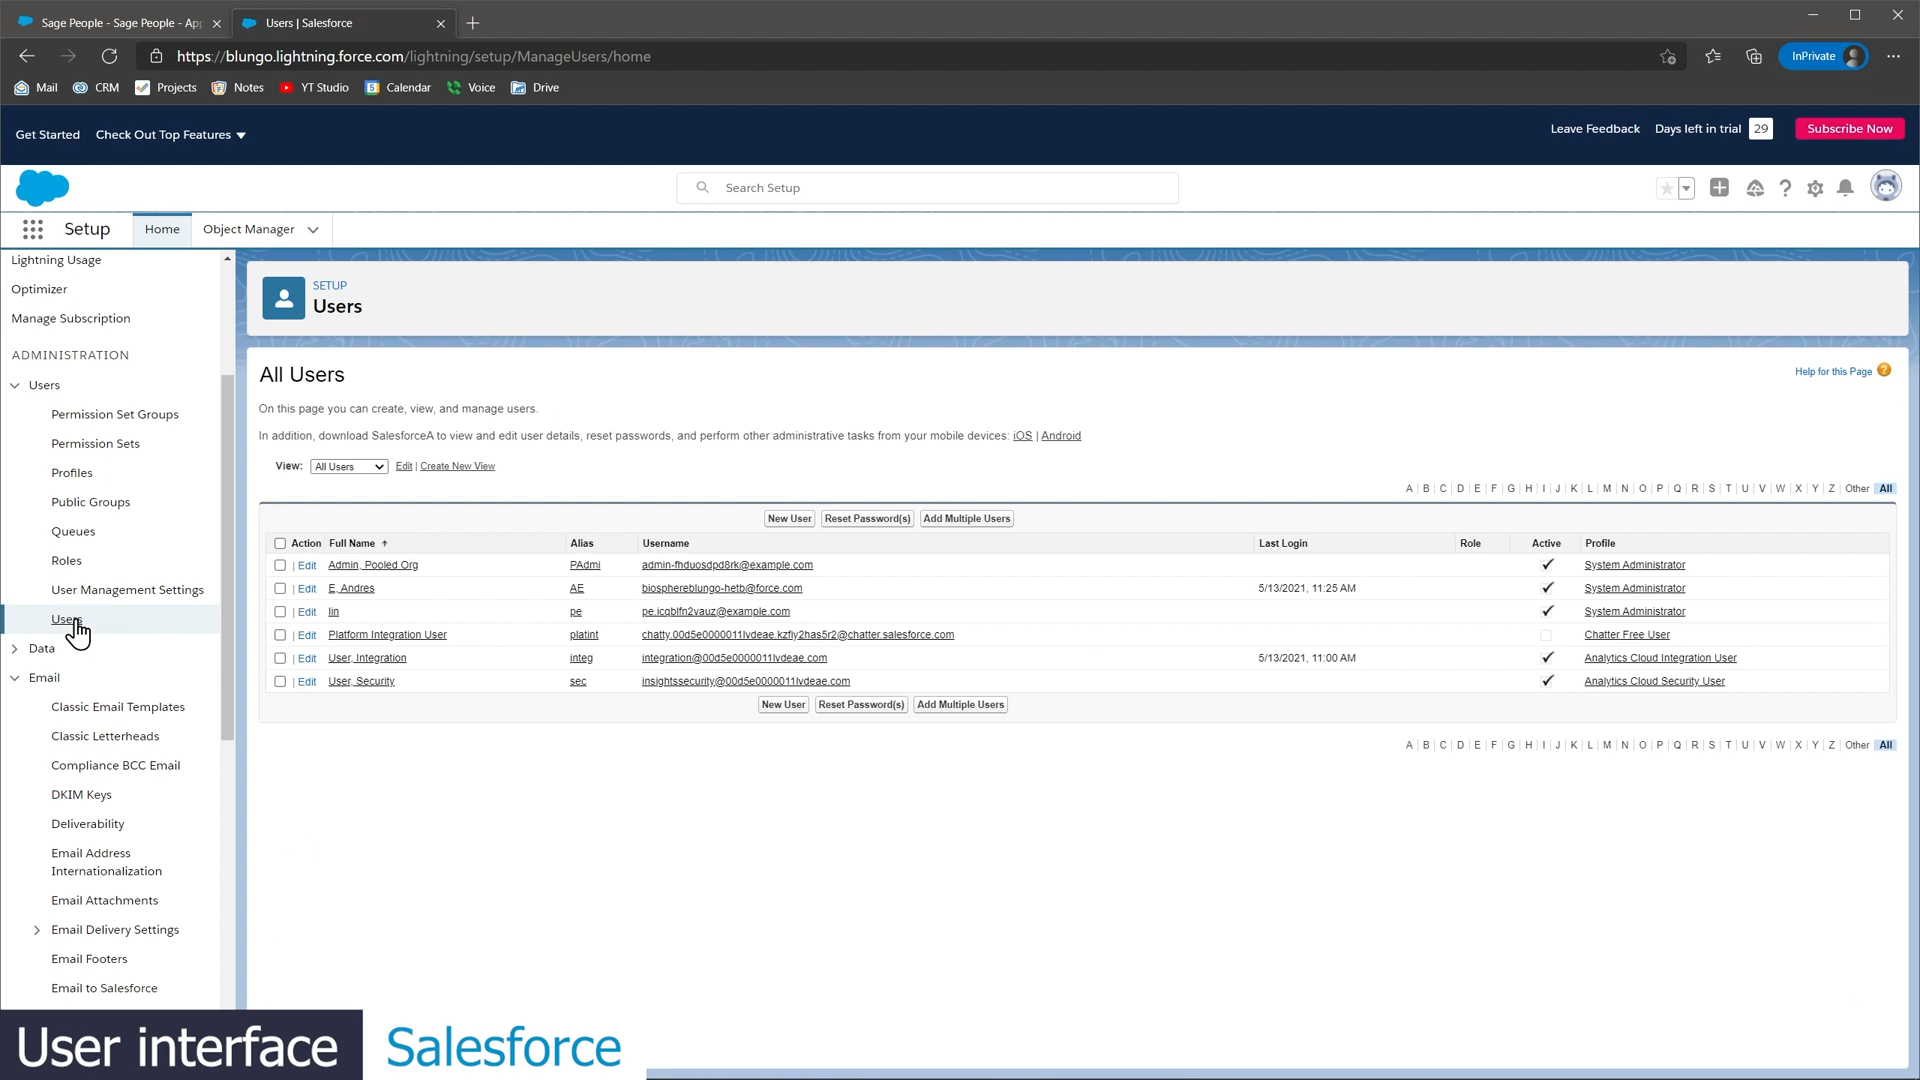 Sage People - Sage People - App
Users | Salesforce
https://blungo.lightning.force.com/lightning/setup/ManageUsers/home
InPrivate
Mail CRM Projects Notes YT Studio Calendar Voice Drive
Get Started Check Out Top Features
Leave Feedback Days left in trial 29 Subscribe Now
Search Setup
Setup Home Object Manager
Lightning Usage
Optimizer
Manage Subscription
ADMINISTRATION
Users
Permission Set Groups
Permission Sets
Profiles
Public Groups
Queues
Roles
User Management Settings
Users
Data
Email
Classic Email Templates
Classic Letterheads
Compliance BCC Email
DKIM Keys
Deliverability
Email Address
Internationalization
Email Attachments
Email Delivery Settings
Email Footers
Email to Salesforce
SETUP
Users
All Users
Help for this Page ?
On this page you can create, view, and manage users.
In addition, download SalesforceA to view and edit user details, reset passwords, and perform other administrative tasks from your mobile devices: iOS | Android
View: All Users Edit | Create New View
A | B | C | D | E | F | G | H | I | J | K | L | M | N | O | P | Q | R | S | T | U | V | W | X | Y | Z | Other All
New User Reset Password(s) Add Multiple Users
Action Full Name Alias Username Last Login Role Active Profile
| Edit Admin, Pooled Org PAdmi admin-fhduosdpd8rk@example.com System Administrator
| Edit E, Andres AE biosphereblungo-hetb@force.com 5/13/2021, 11:25 AM System Administrator
| Edit lin pe pe.icqblfn2vauz@example.com System Administrator
| Edit Platform Integration User platint chatty.00d5e0000011lvdeae.kzfiy2has5r2@chatter.salesforce.com Chatter Free User
| Edit User, Integration integ integration@00d5e0000011lvdeae.com 5/13/2021, 11:00 AM Analytics Cloud Integration User
| Edit User, Security sec insightssecurity@00d5e0000011lvdeae.com Analytics Cloud Security User
New User Reset Password(s) Add Multiple Users
A | B | C | D | E | F | G | H | I | J | K | L | M | N | O | P | Q | R | S | T | U | V | W | X | Y | Z | Other All
User interface Salesforce